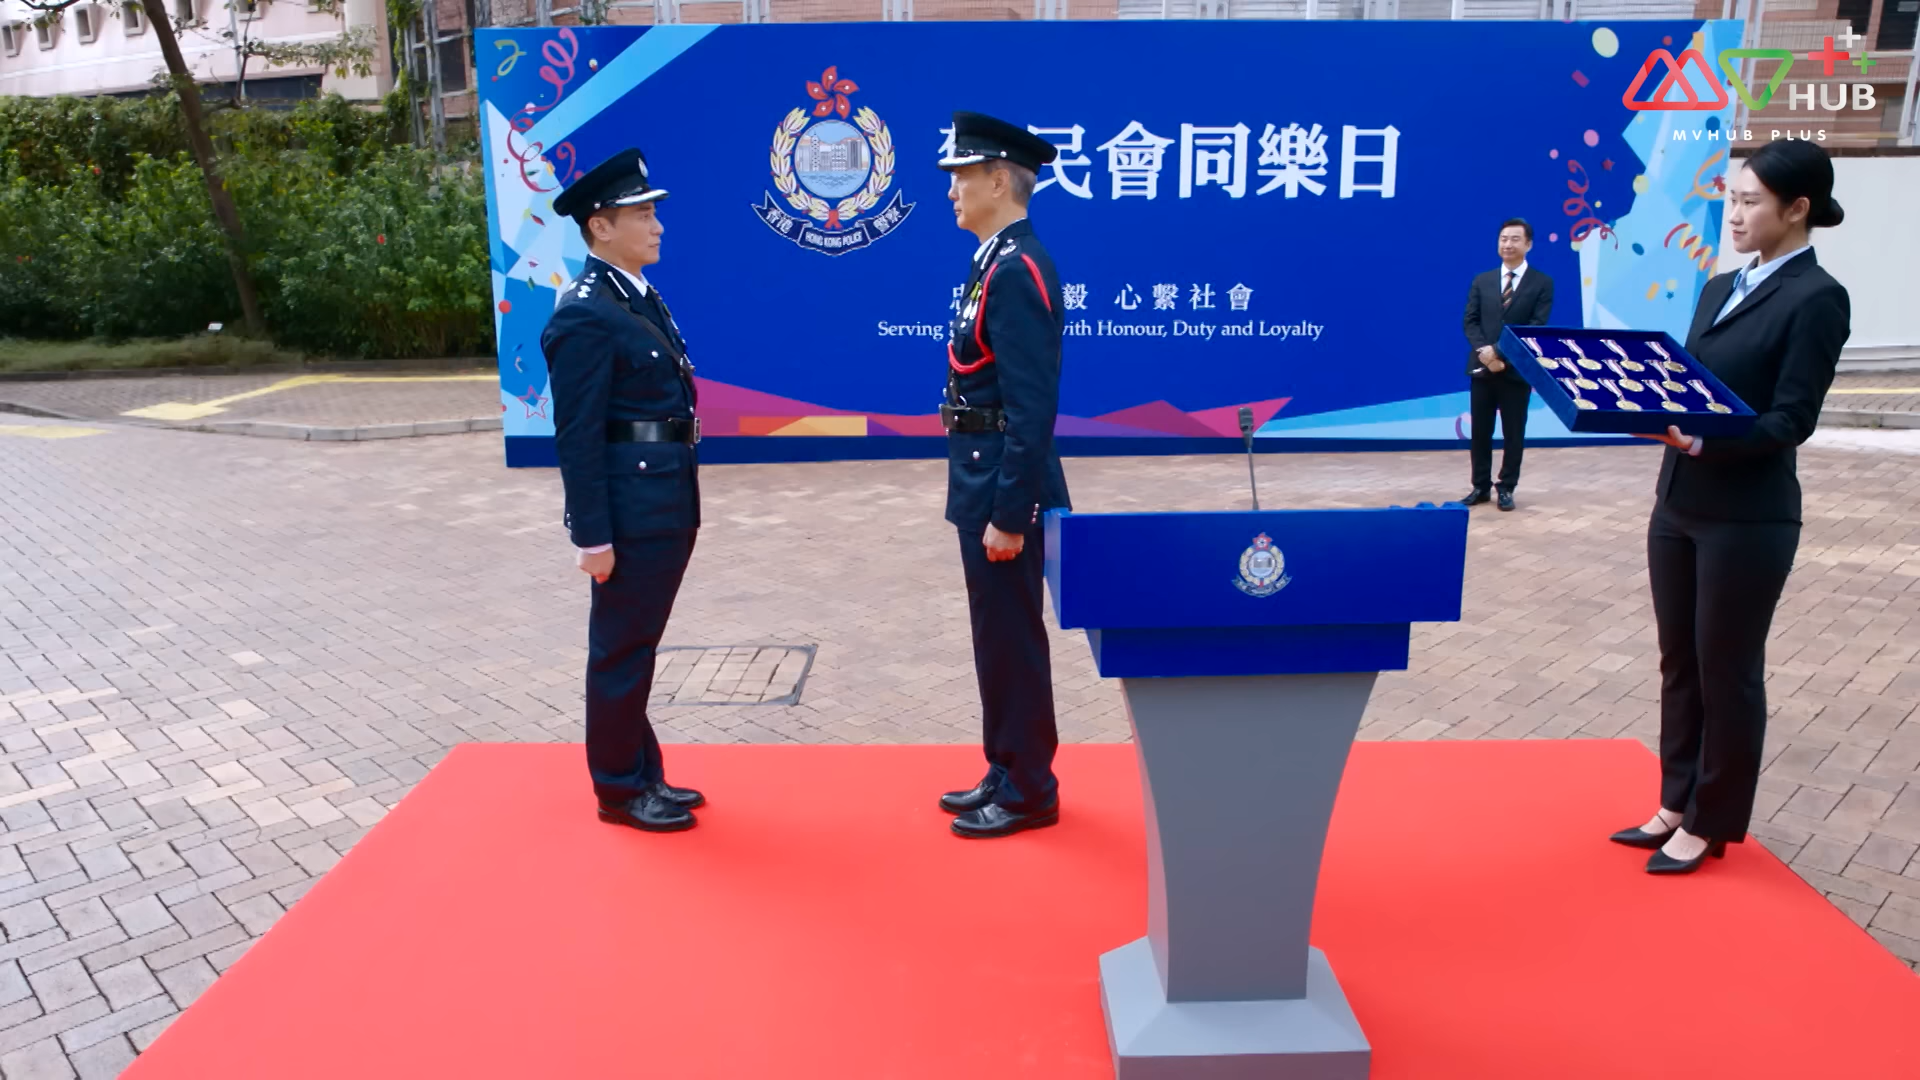 民會同樂日
香港 HONG KONG POLICE 警察
毅 心繫社會
Serving with Honour, Duty and Loyalty
MV HUB
MVHUB PLUS